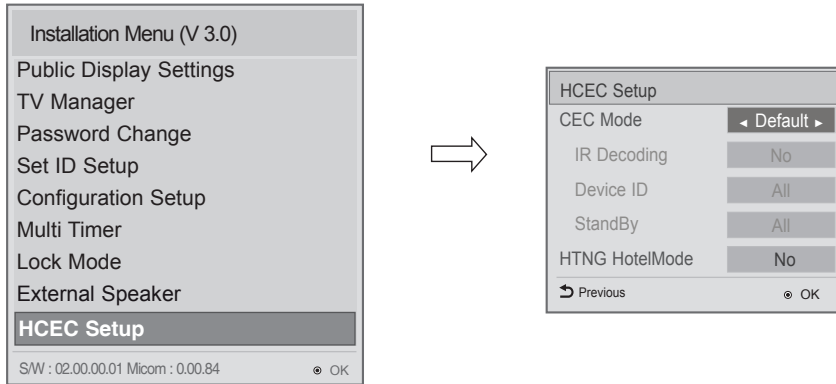 Installation Menu (V 3.0)
Public Display Settings
TV Manager
Password Change
Set ID Setup
Configuration Setup
Multi Timer
Lock Mode
External Speaker
HCEC Setup
S/W : 02.00.00.01 Micom : 0.00.84 ◉ OK
HCEC Setup
CEC Mode ◄ Default ►
IR Decoding No
Device ID All
StandBy All
HTNG HotelMode No
⮌ Previous ◉ OK